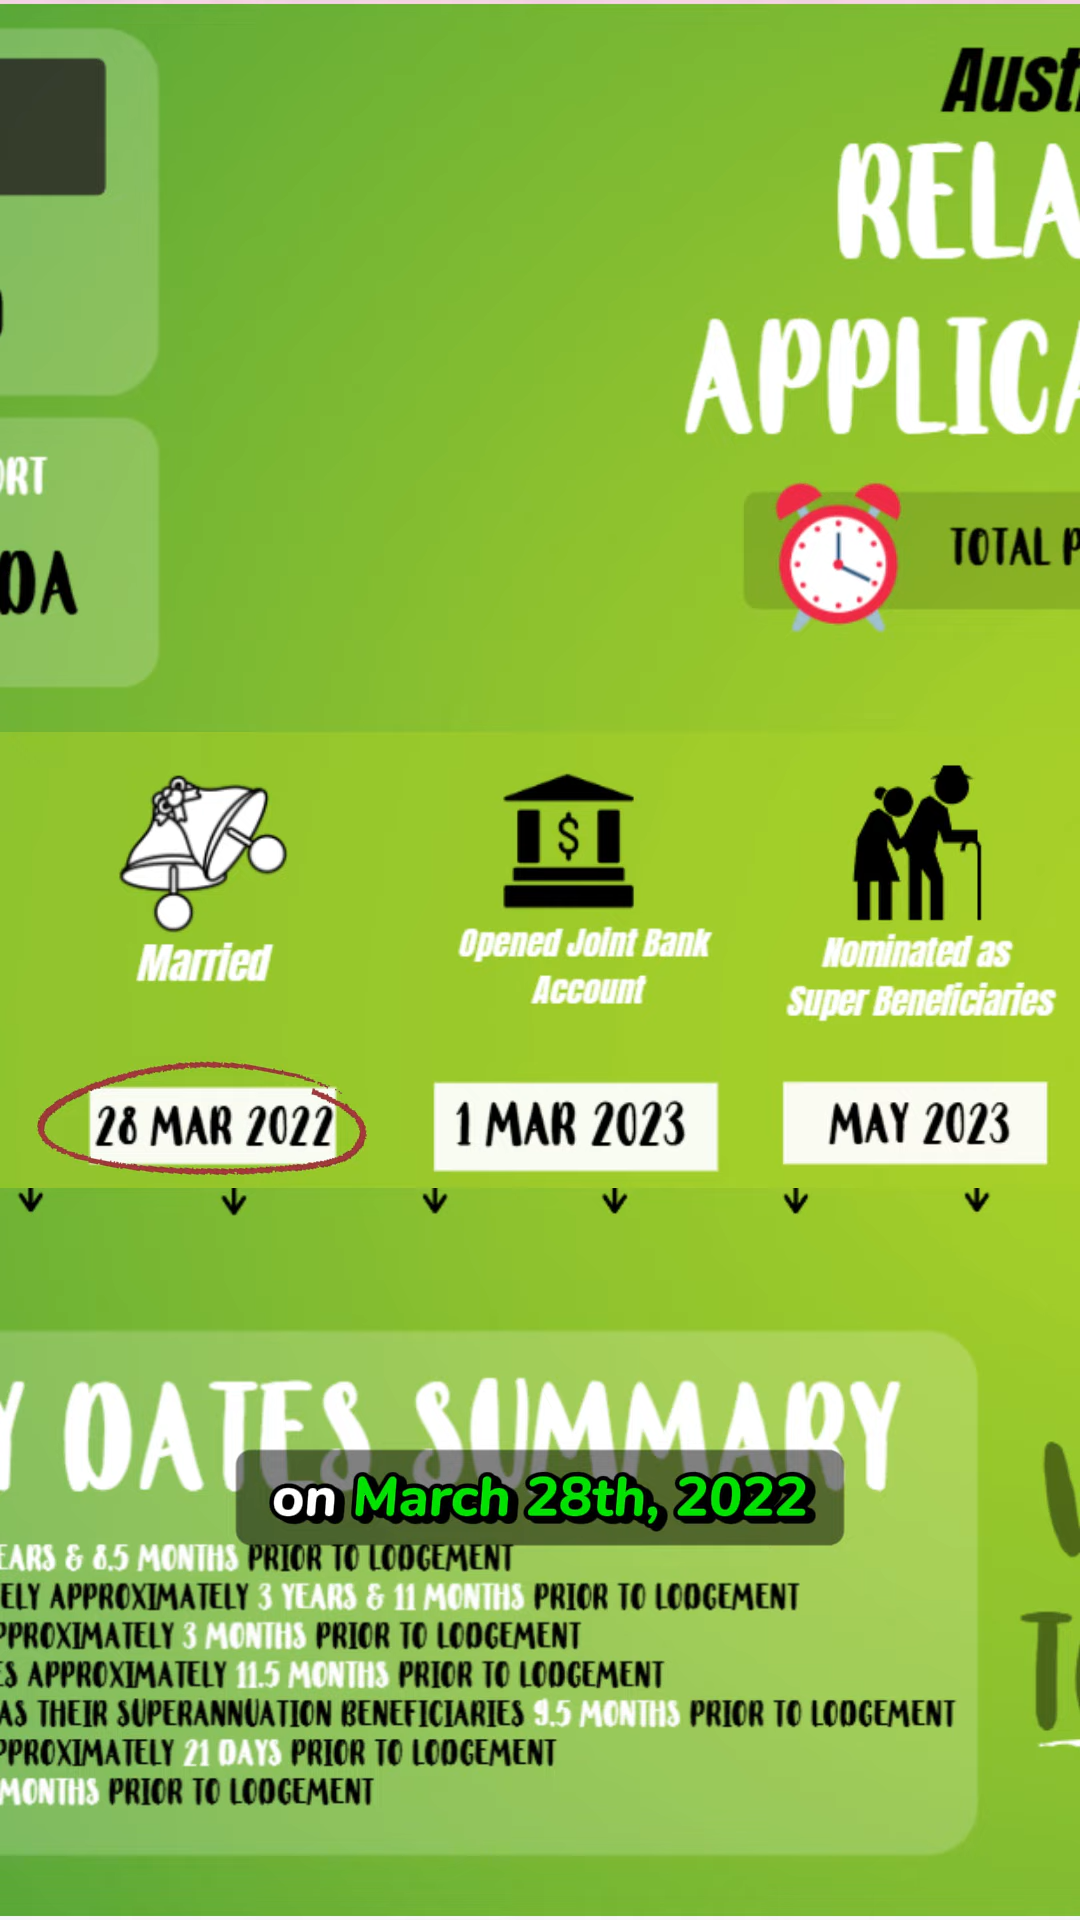 Aust
RELA
APPLICA
ORT
DA
TOTAL P
Married
Opened Joint Bank
Account
Nominated as
Super Beneficiaries
28 MAR 2022
1 MAR 2023
MAY 2023
Y DATES SUMMARY
on March 28th, 2022
EARS & 8.5 MONTHS PRIOR TO LODGEMENT
ELY APPROXIMATELY 3 YEARS & 11 MONTHS PRIOR TO LODGEMENT
PPROXIMATELY 3 MONTHS PRIOR TO LODGEMENT
ES APPROXIMATELY 11.5 MONTHS PRIOR TO LODGEMENT
AS THEIR SUPERANNUATION BENEFICIARIES 9.5 MONTHS PRIOR TO LODGEMENT
PPROXIMATELY 21 DAYS PRIOR TO LODGEMENT
MONTHS PRIOR TO LODGEMENT